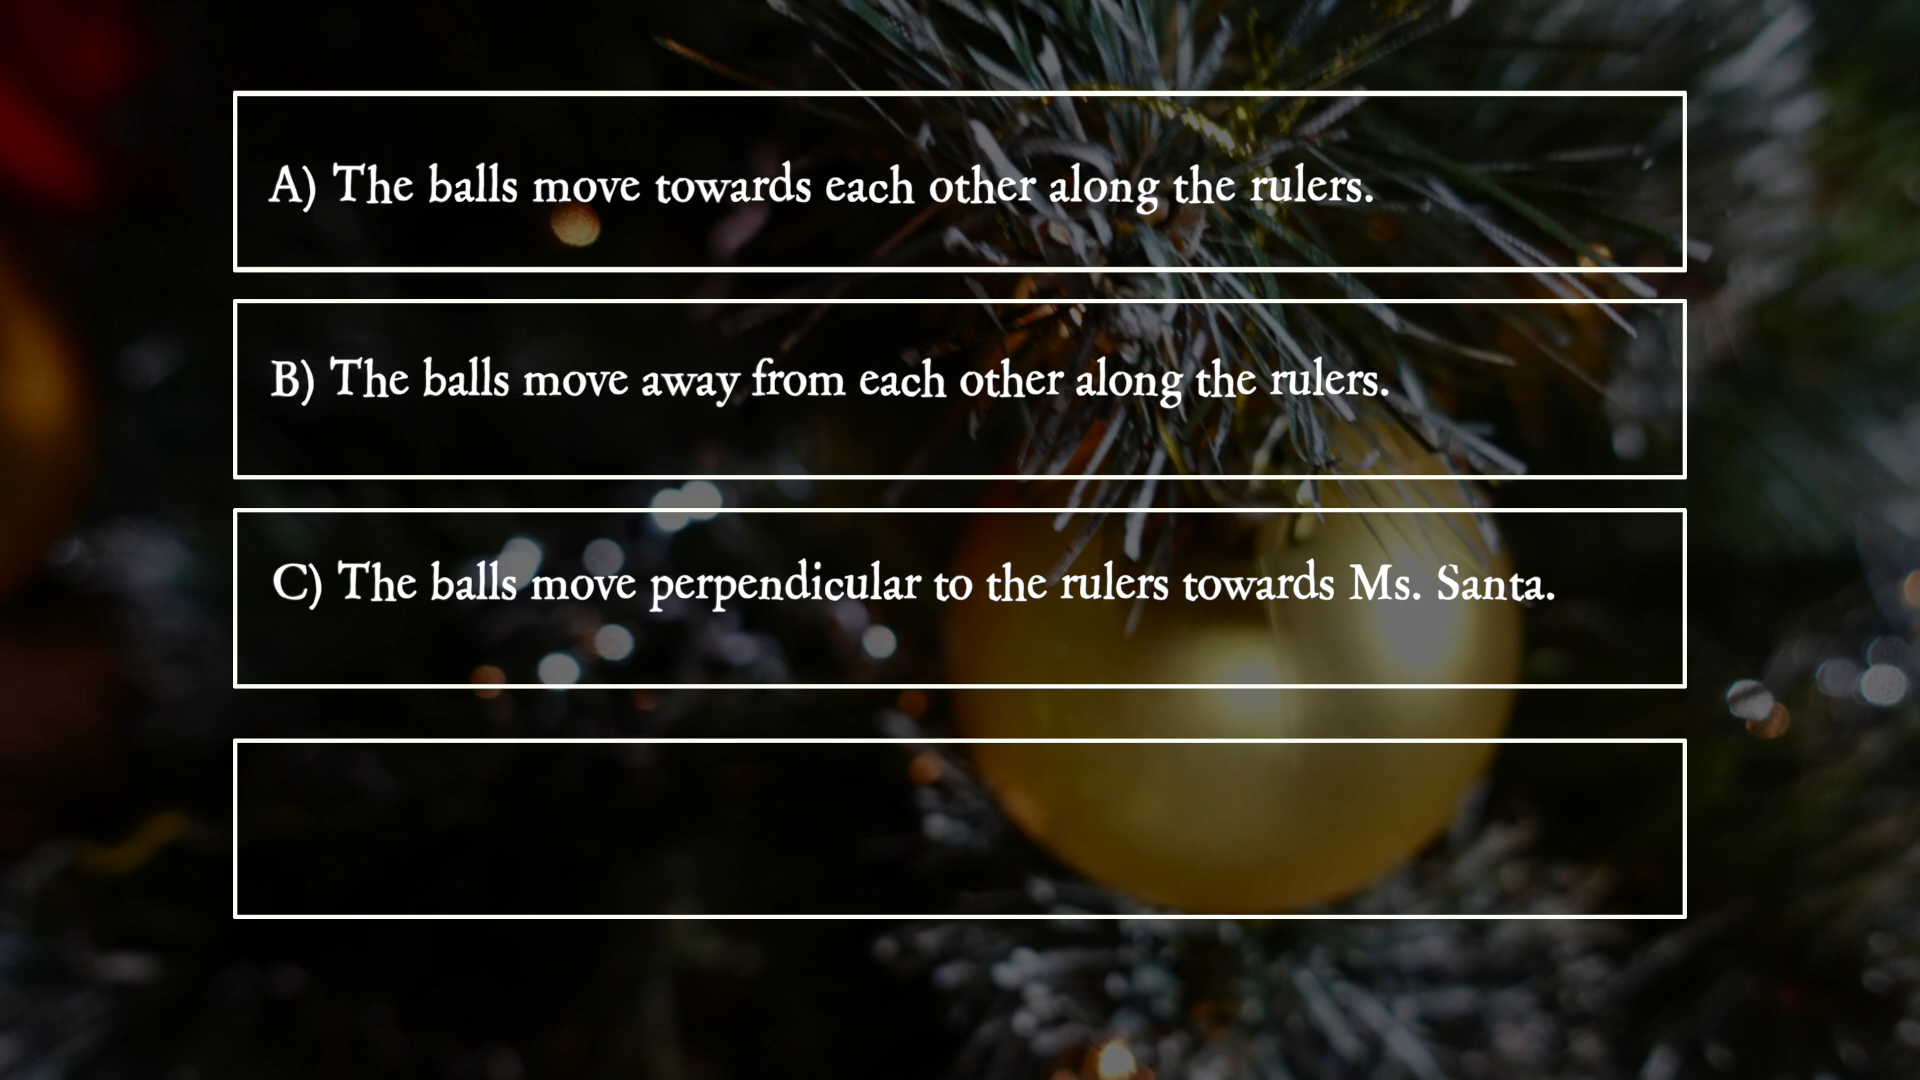 A) The balls move towards each other along the rulers.
B) The balls move away from each other along the rulers.
C) The balls move perpendicular to the rulers towards Ms. Santa.